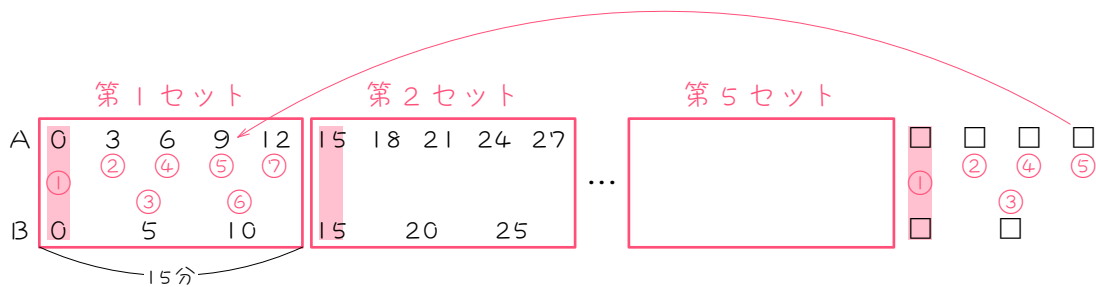 第1セット 第2セット 第5セット
A 0 3 6 9 12 15 18 21 24 27 □ □ □ □
② ④ ⑤ ⑦ ② ④ ⑤
① … ①
③ ⑥ ③
B 0 5 10 15 20 25 □ □
15分